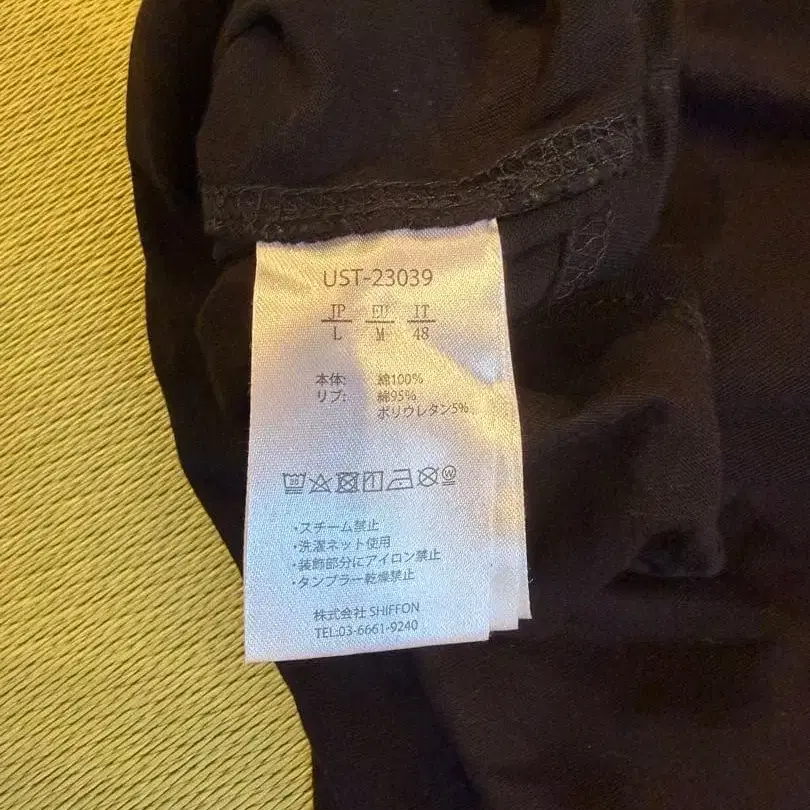 UST-23039
JP EU IT
L M 48
本体: 綿100%
リブ: 綿95%
ポリウレタン5%
・スチーム禁止
・洗濯ネット使用
・装飾部分にアイロン禁止
・タンブラー乾燥禁止
株式会社 SHIFFON
TEL:03-6661-9240